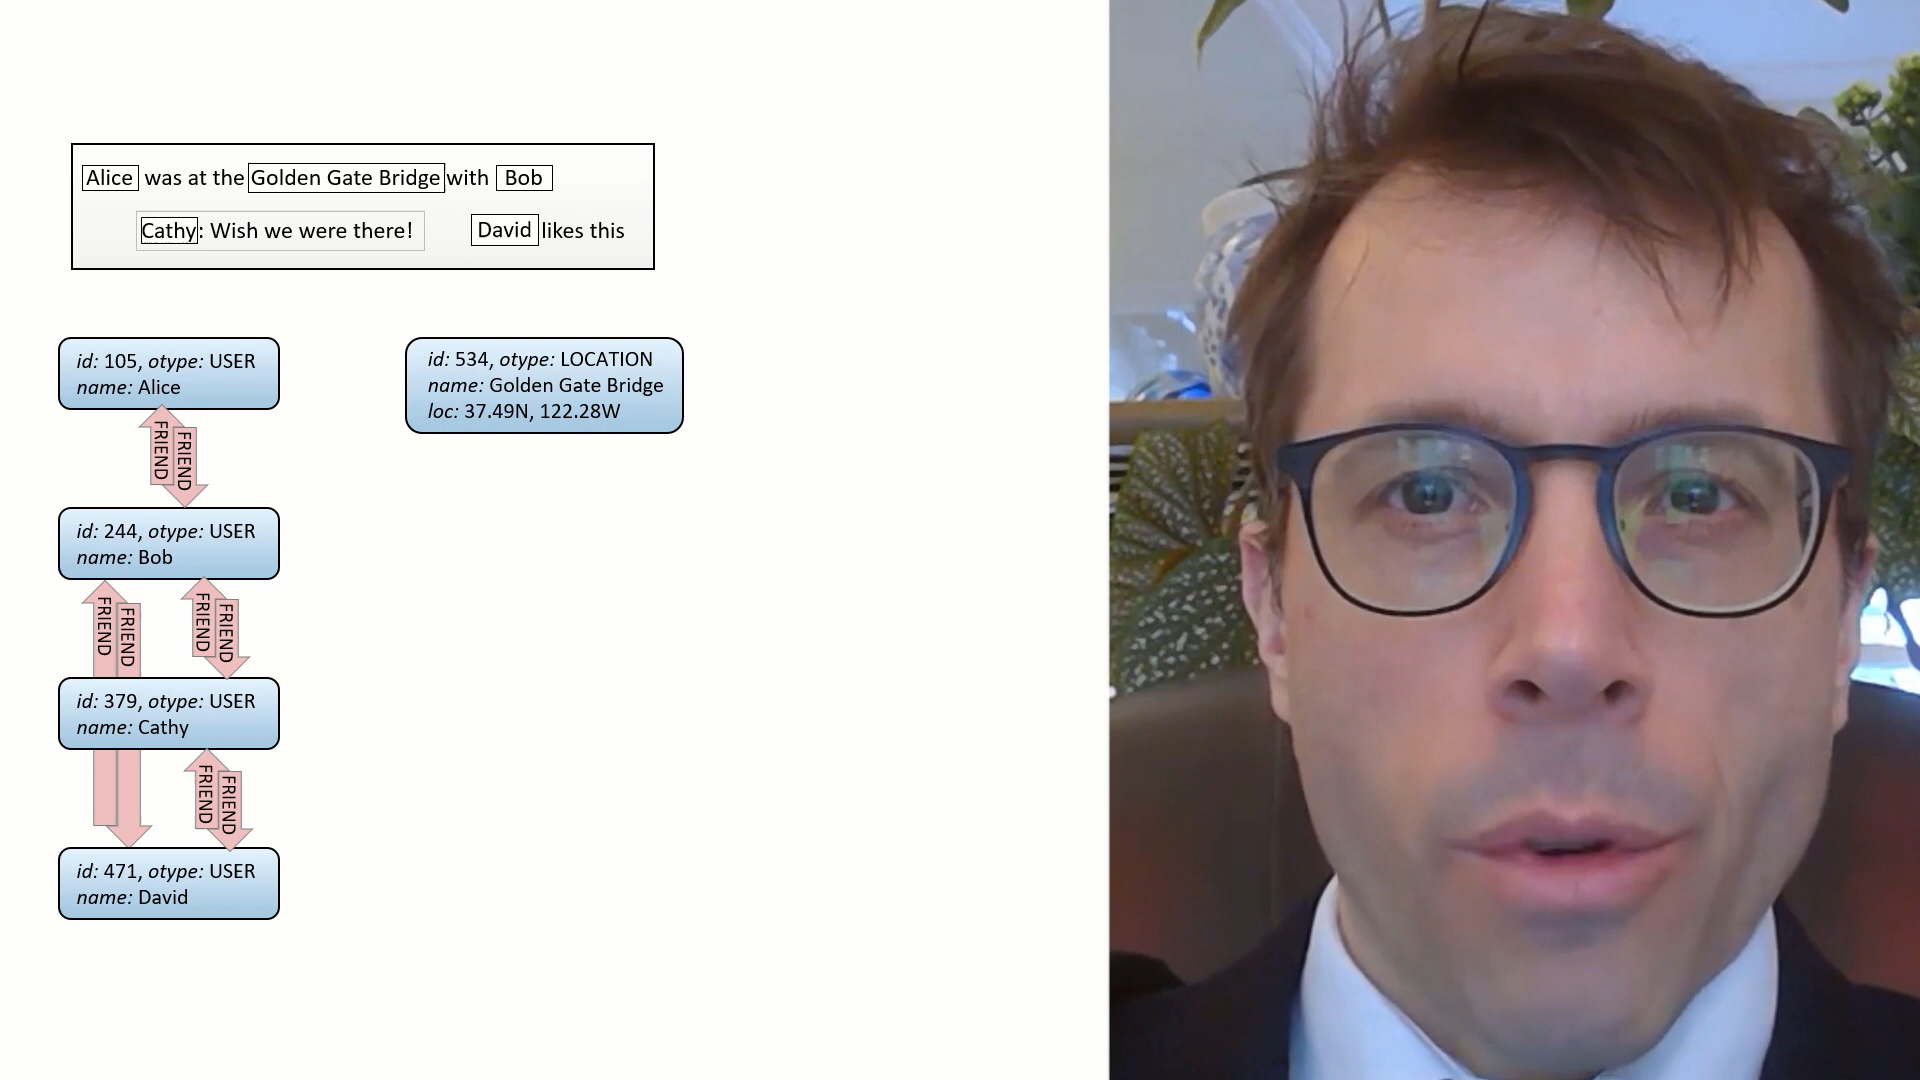 Alice was at the Golden Gate Bridge with Bob
Cathy: Wish we were there!
David likes this
id: 105, otype: USER
name: Alice
id: 534, otype: LOCATION
name: Golden Gate Bridge
loc: 37.49N, 122.28W
FRIEND
FRIEND
id: 244, otype: USER
name: Bob
FRIEND
FRIEND
FRIEND
FRIEND
id: 379, otype: USER
name: Cathy
FRIEND
FRIEND
id: 471, otype: USER
name: David